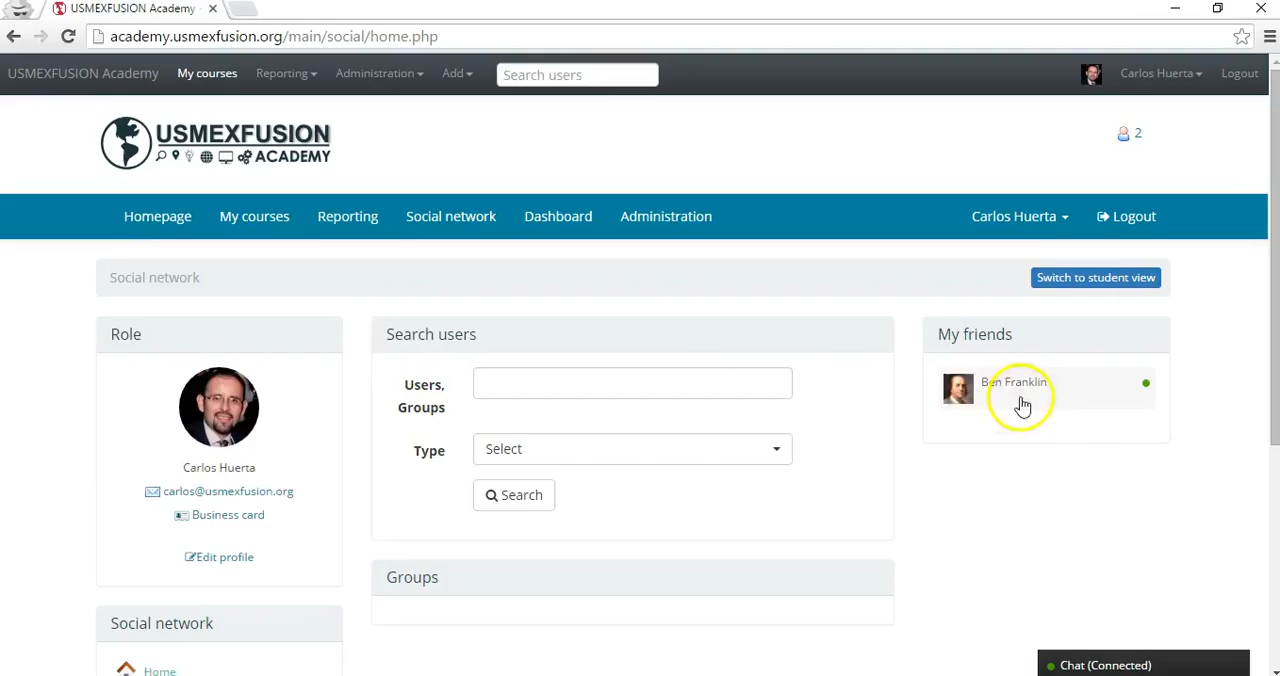 USMEXFUSION Academy
academy.usmexfusion.org/main/social/home.php
USMEXFUSION Academy My courses Reporting Administration Add Search users Carlos Huerta Logout
USMEXFUSION
ACADEMY
2
Homepage My courses Reporting Social network Dashboard Administration Carlos Huerta Logout
Social network Switch to student view
Role
Carlos Huerta
carlos@usmexfusion.org
Business card
Edit profile
Social network
Home
Search users
Users,
Groups
Type Select
Search
Groups
My friends
Ben Franklin
Chat (Connected)